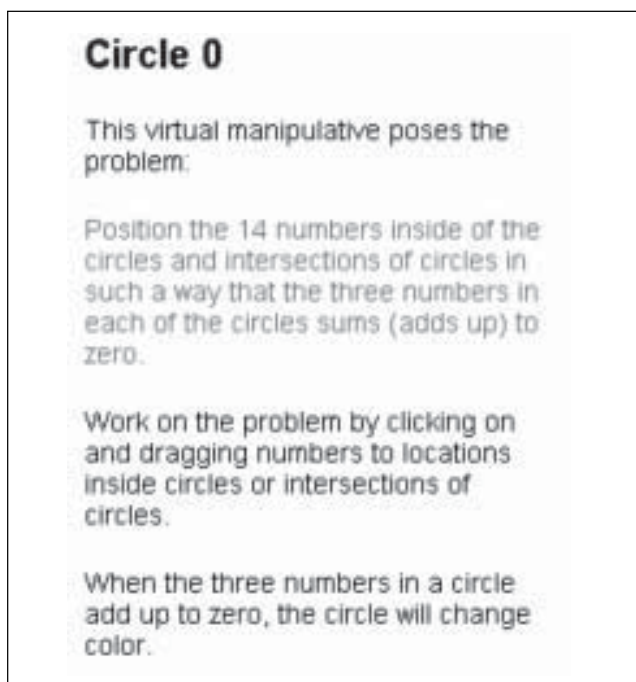 Circle 0
This virtual manipulative poses the
problem:
Position the 14 numbers inside of the
circles and intersections of circles in
such a way that the three numbers in
each of the circles sums (adds up) to
zero.
Work on the problem by clicking on
and dragging numbers to locations
inside circles or intersections of
circles.
When the three numbers in a circle
add up to zero, the circle will change
color.